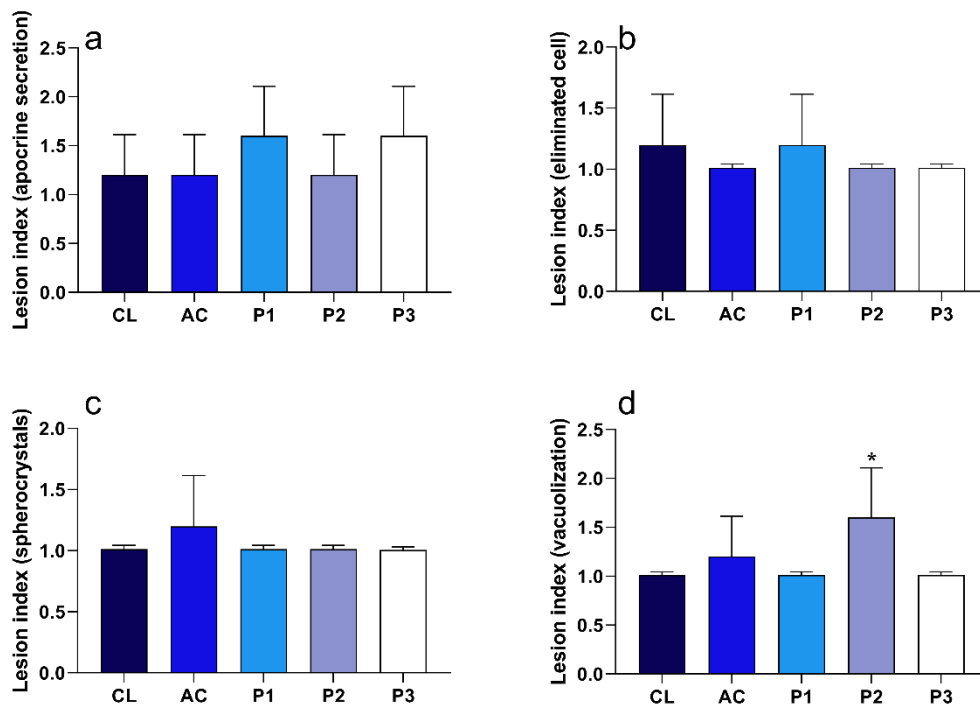 a
Lesion index (apocrine secretion)
2.5
2.0
1.5
1.0
0.5
0.0
CL AC P1 P2 P3
b
Lesion index (eliminated cell)
2.0
1.5
1.0
0.5
0.0
CL AC P1 P2 P3
c
Lesion index (spherocrystals)
2.0
1.5
1.0
0.5
0.0
CL AC P1 P2 P3
d
Lesion index (vacuolization)
2.5
2.0
1.5
1.0
0.5
0.0
*
CL AC P1 P2 P3